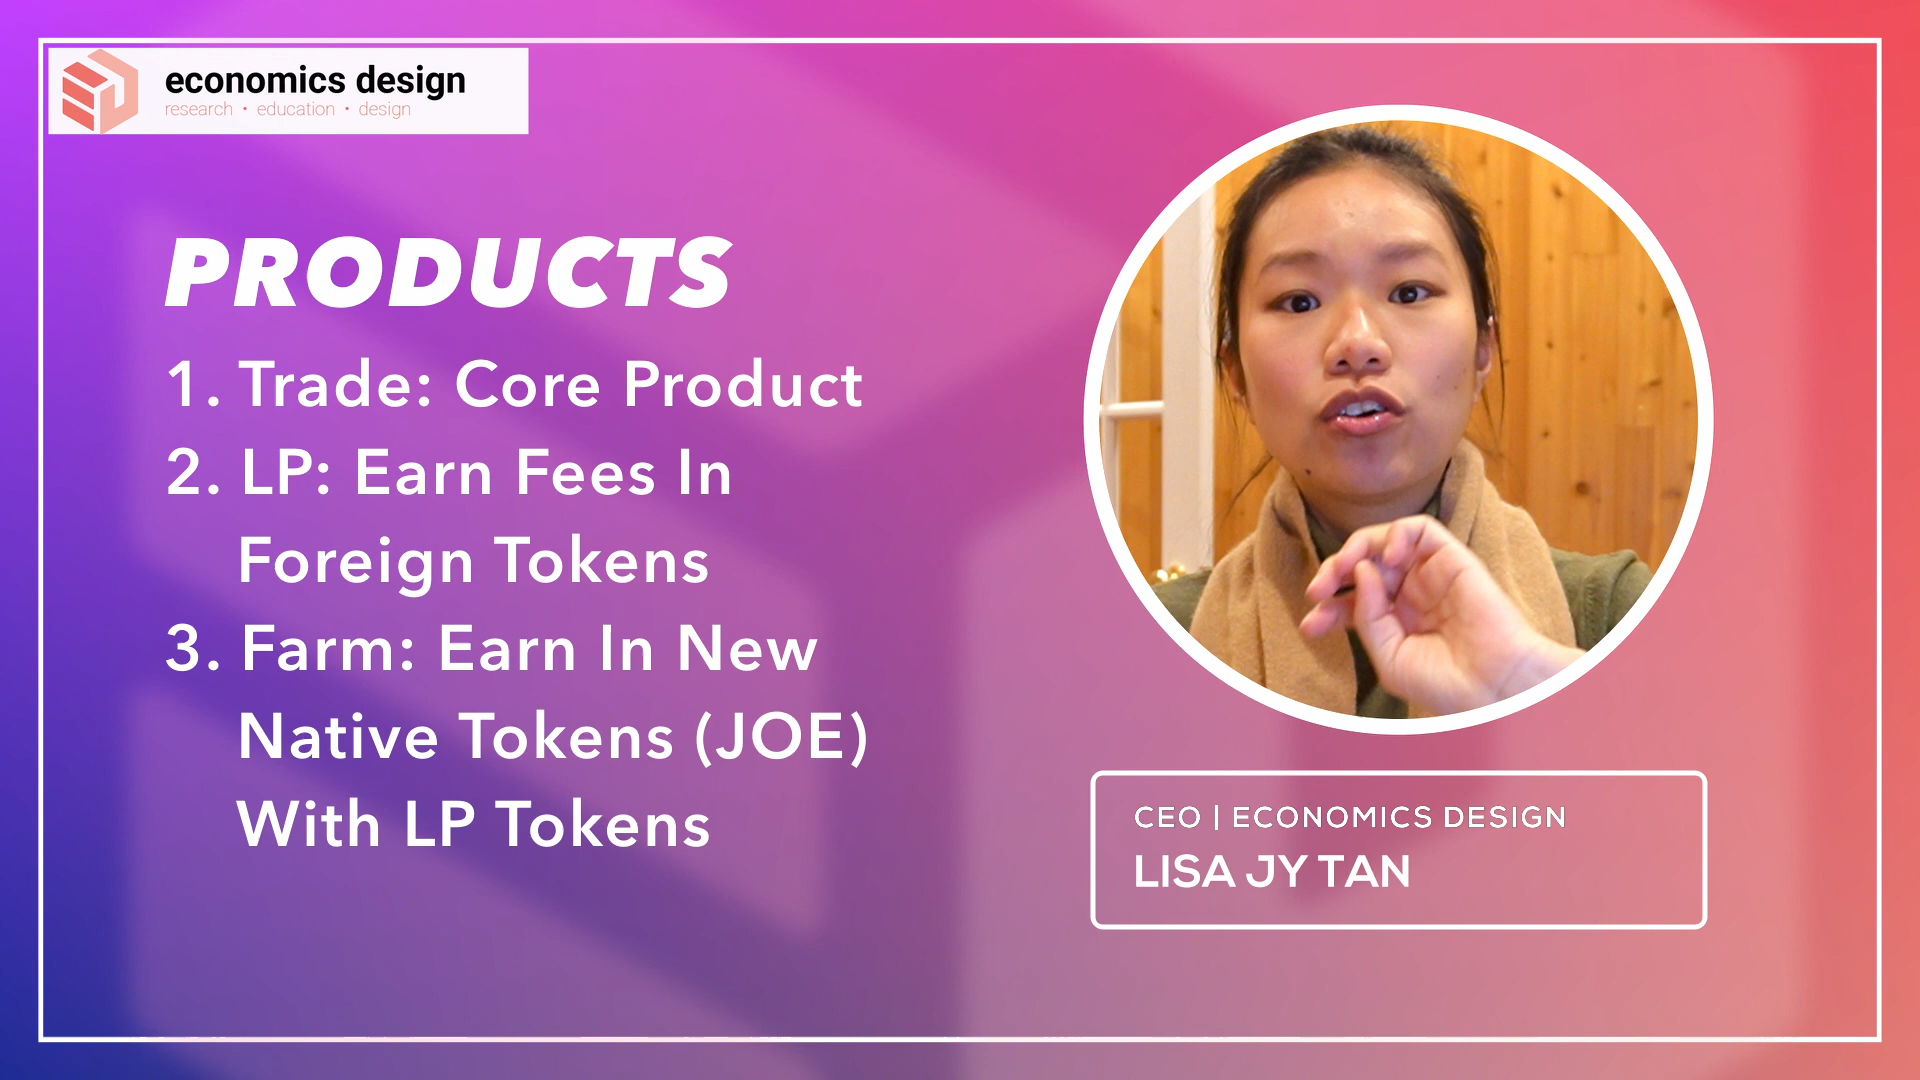 economics design
research • education • design
PRODUCTS
1. Trade: Core Product
2. LP: Earn Fees In
Foreign Tokens
3. Farm: Earn In New
Native Tokens (JOE)
With LP Tokens
CEO | ECONOMICS DESIGN
LISA JY TAN